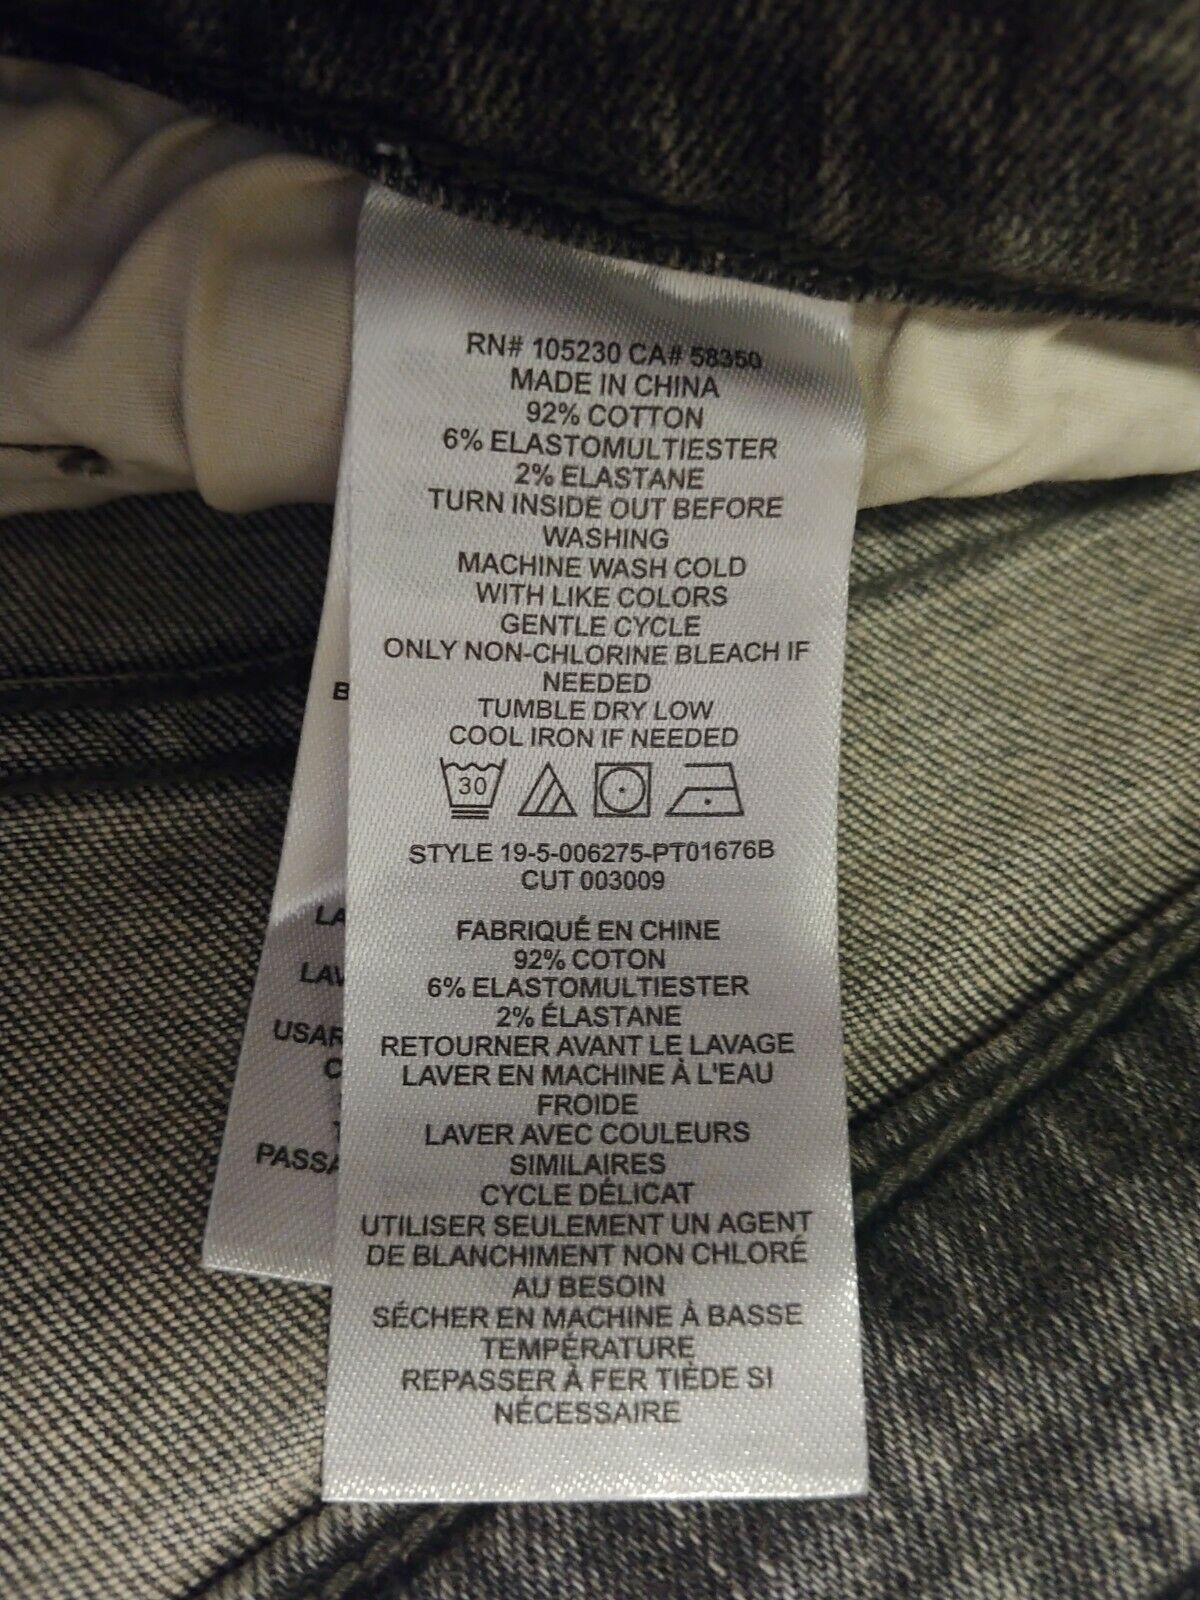 RN# 105230 CA# 58350
MADE IN CHINA
92% COTTON
6% ELASTOMULTIESTER
2% ELASTANE
TURN INSIDE OUT BEFORE
WASHING
MACHINE WASH COLD
WITH LIKE COLORS
GENTLE CYCLE
ONLY NON-CHLORINE BLEACH IF
NEEDED
TUMBLE DRY LOW
COOL IRON IF NEEDED
30
STYLE 19-5-006275-PT01676B
CUT 003009
FABRIQUÉ EN CHINE
92% COTON
6% ELASTOMULTIESTER
2% ÉLASTANE
RETOURNER AVANT LE LAVAGE
LAVER EN MACHINE À L'EAU
FROIDE
LAVER AVEC COULEURS
SIMILAIRES
CYCLE DÉLICAT
UTILISER SEULEMENT UN AGENT
DE BLANCHIMENT NON CHLORÉ
AU BESOIN
SÉCHER EN MACHINE À BASSE
TEMPÉRATURE
REPASSER À FER TIÈDE SI
NÉCESSAIRE